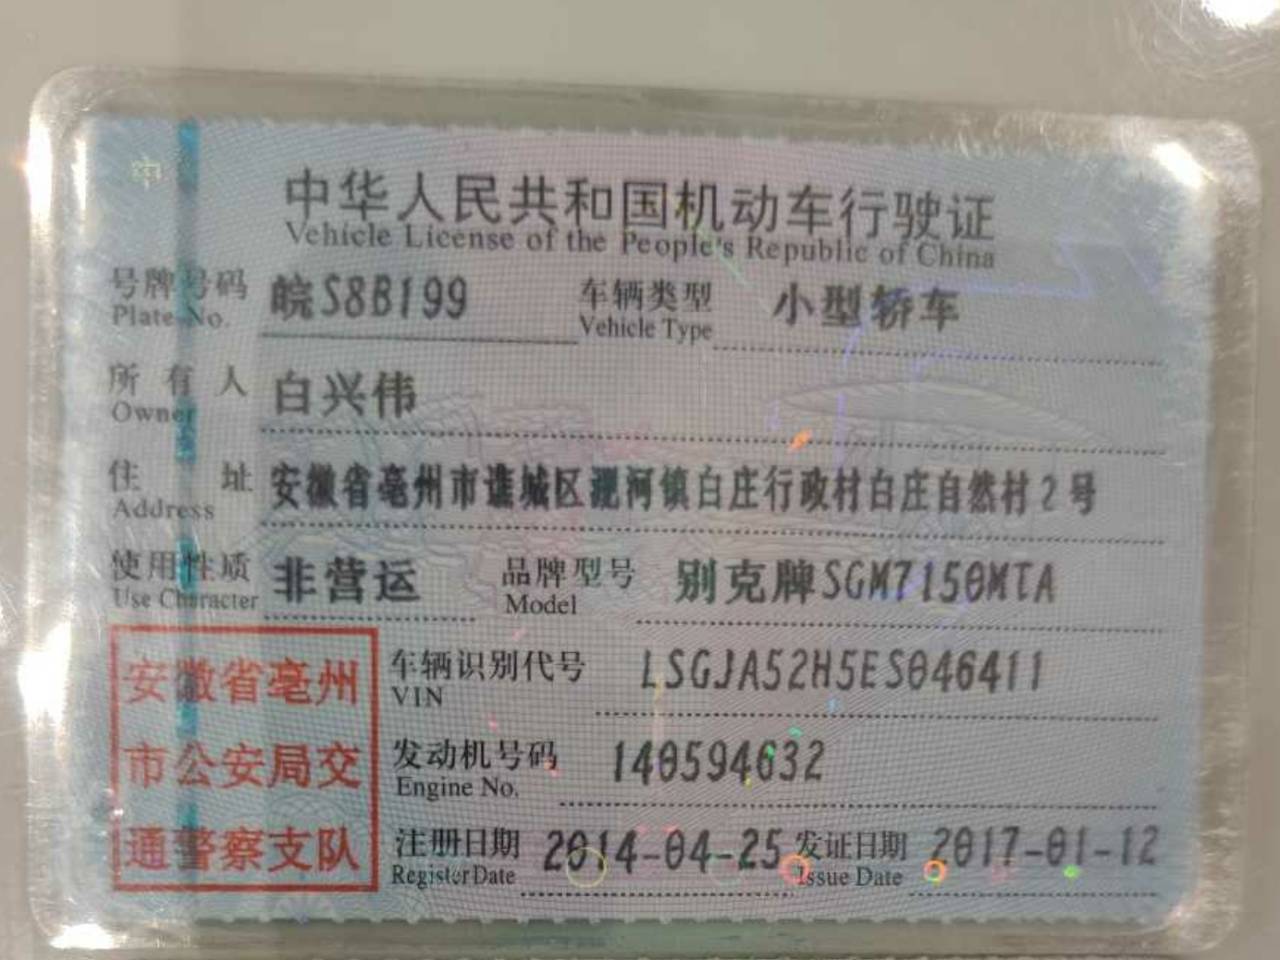 中华人民共和国机动车行驶证
Vehicle License of the People's Republic of China
号牌号码 皖S8B199 车辆类型 小型轿车
Plate No. Vehicle Type
所有人 白兴伟
Owner
住址 安徽省亳州市谯城区淝河镇白庄行政村白庄自然村2号
Address
使用性质 非营运 品牌型号 别克牌SGM7150MTA
Use Character Model
安徽省亳州 车辆识别代号 LSGJA52H5ES046411
VIN
市公安局交 发动机号码 140594632
Engine No.
通警察支队 注册日期 2014-04-25 发证日期 2017-01-12
Register Date Issue Date